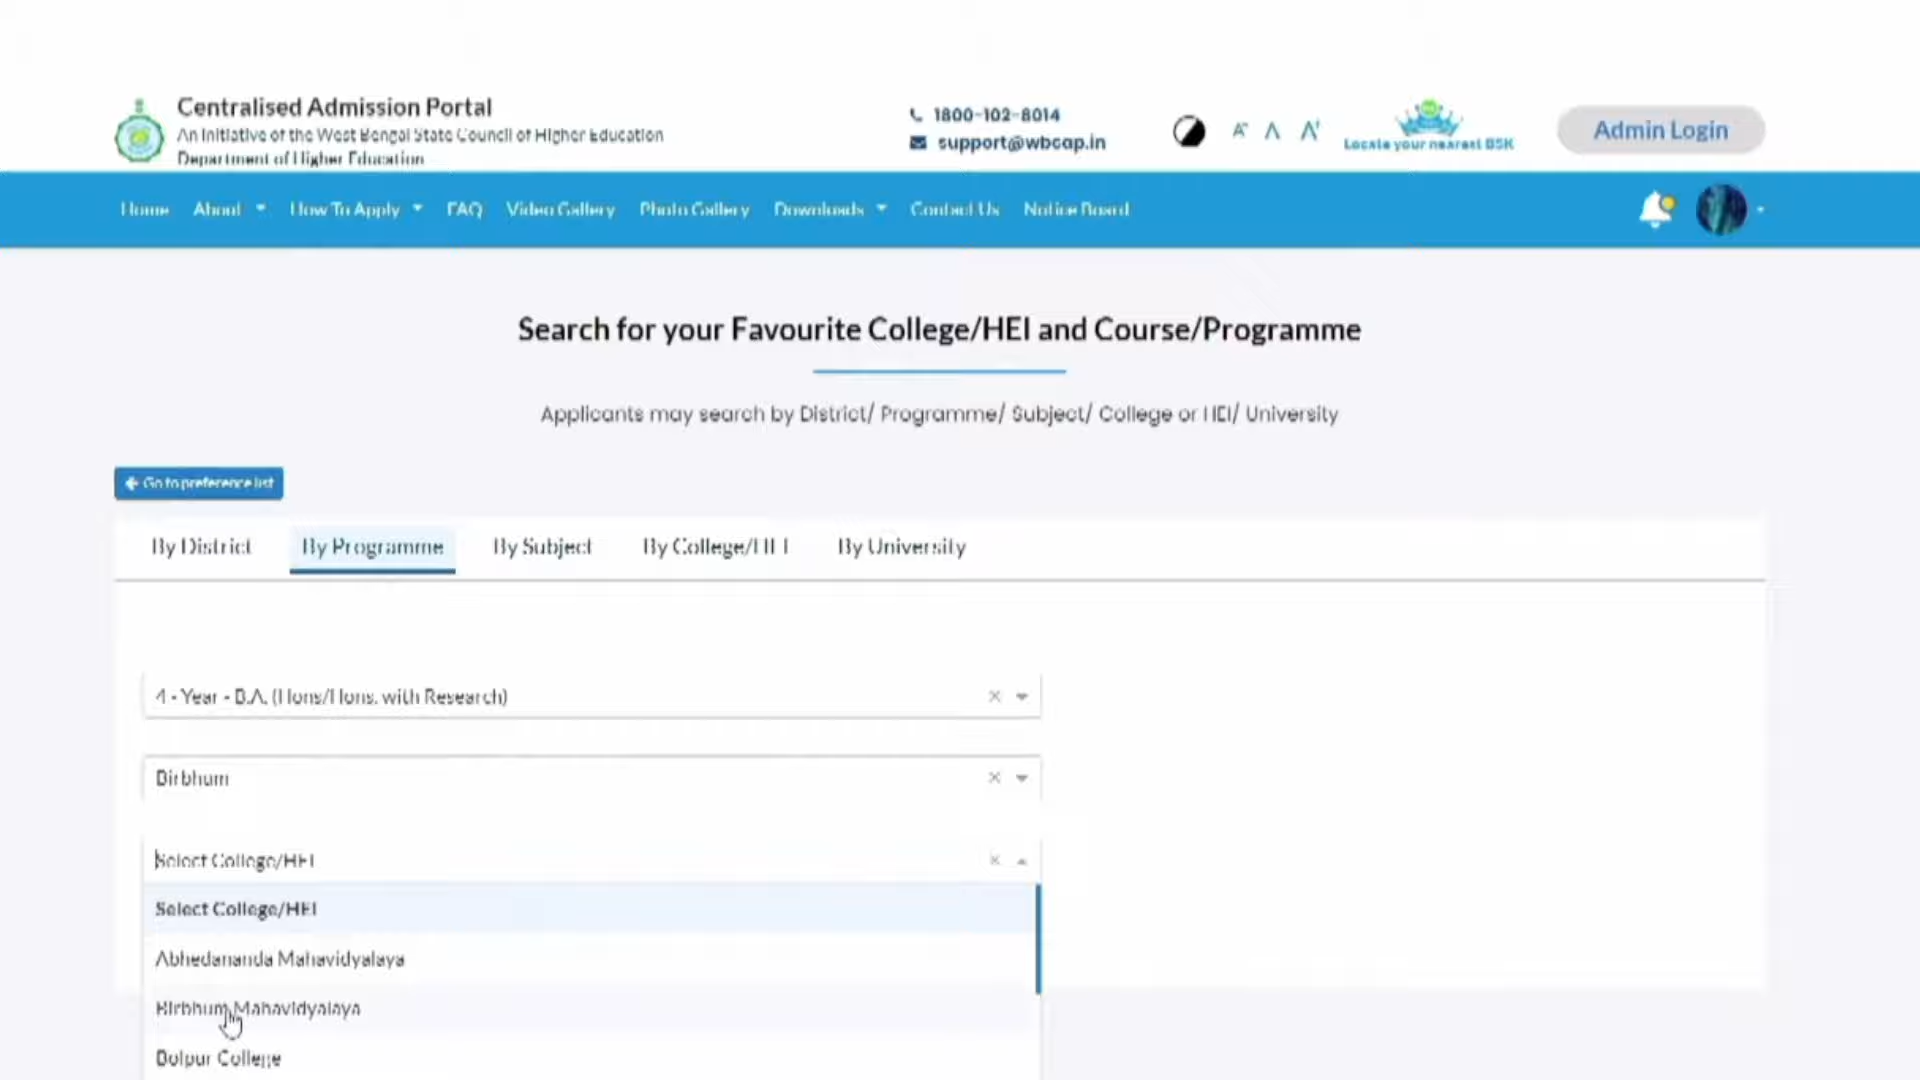 Centralised Admission Portal
An Initiative of the West Bengal State Council of Higher Education
Department of Higher Education
1800-102-8014
support@wbcap.in
A- A A+
Locate your nearest BSK
Admin Login
Home About How To Apply FAQ Video Gallery Photo Gallery Downloads Contact Us Notice Board
Search for your Favourite College/HEI and Course/Programme
Applicants may search by District/ Programme/ Subject/ College or HEI/ University
Go to preference list
By District By Programme By Subject By College/HEI By University
4 - Year - B.A. (Hons/Hons. with Research)
Birbhum
Select College/HEI
Select College/HEI
Abhedananda Mahavidyalaya
Birbhum Mahavidyalaya
Bolpur College